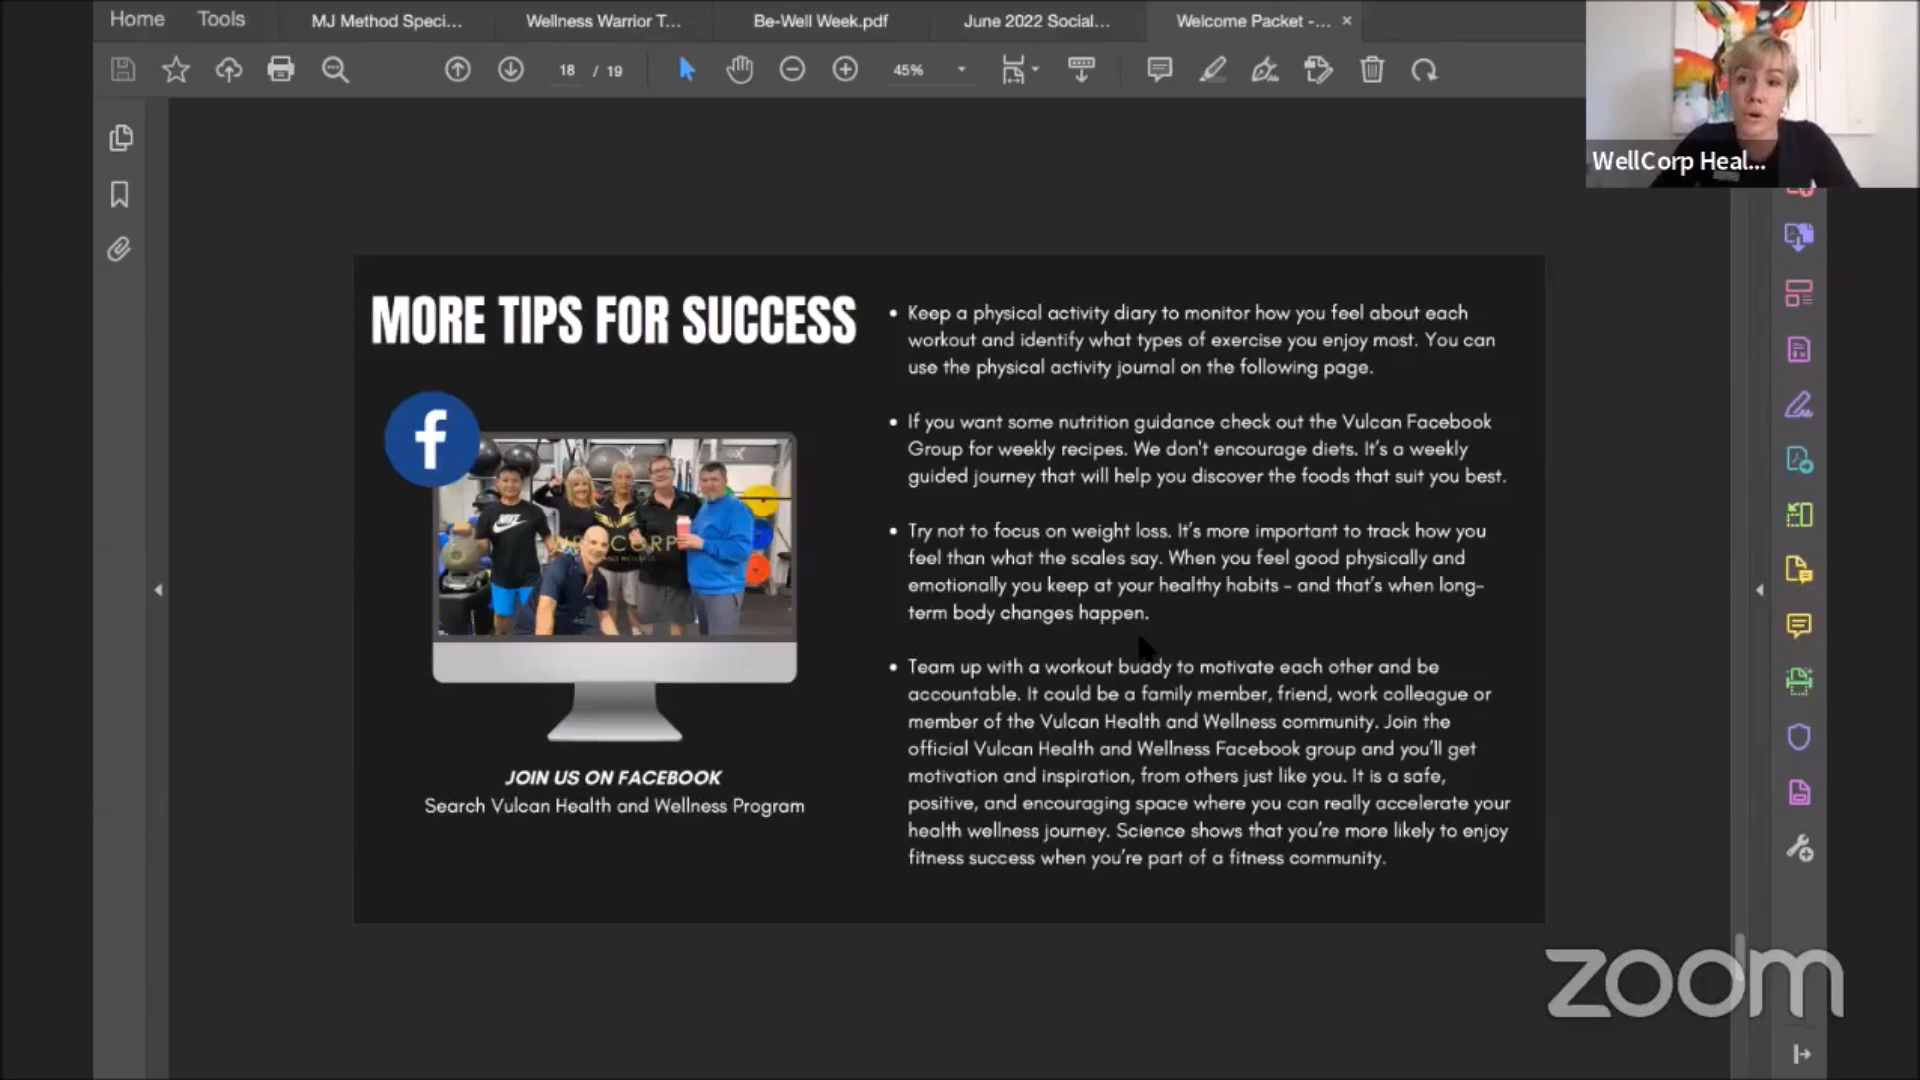 Home Tools MJ Method Speci... Wellness Warrior T... Be-Well Week.pdf June 2022 Social... Welcome Packet -... ×
18 / 19 45%
WellCorp Heal...
MORE TIPS FOR SUCCESS
f
JOIN US ON FACEBOOK
Search Vulcan Health and Wellness Program
• Keep a physical activity diary to monitor how you feel about each
workout and identify what types of exercise you enjoy most. You can
use the physical activity journal on the following page.
• If you want some nutrition guidance check out the Vulcan Facebook
Group for weekly recipes. We don't encourage diets. It's a weekly
guided journey that will help you discover the foods that suit you best.
• Try not to focus on weight loss. It's more important to track how you
feel than what the scales say. When you feel good physically and
emotionally you keep at your healthy habits - and that's when long-
term body changes happen.
• Team up with a workout buddy to motivate each other and be
accountable. It could be a family member, friend, work colleague or
member of the Vulcan Health and Wellness community. Join the
official Vulcan Health and Wellness Facebook group and you'll get
motivation and inspiration, from others just like you. It is a safe,
positive, and encouraging space where you can really accelerate your
health wellness journey. Science shows that you're more likely to enjoy
fitness success when you're part of a fitness community.
zoom